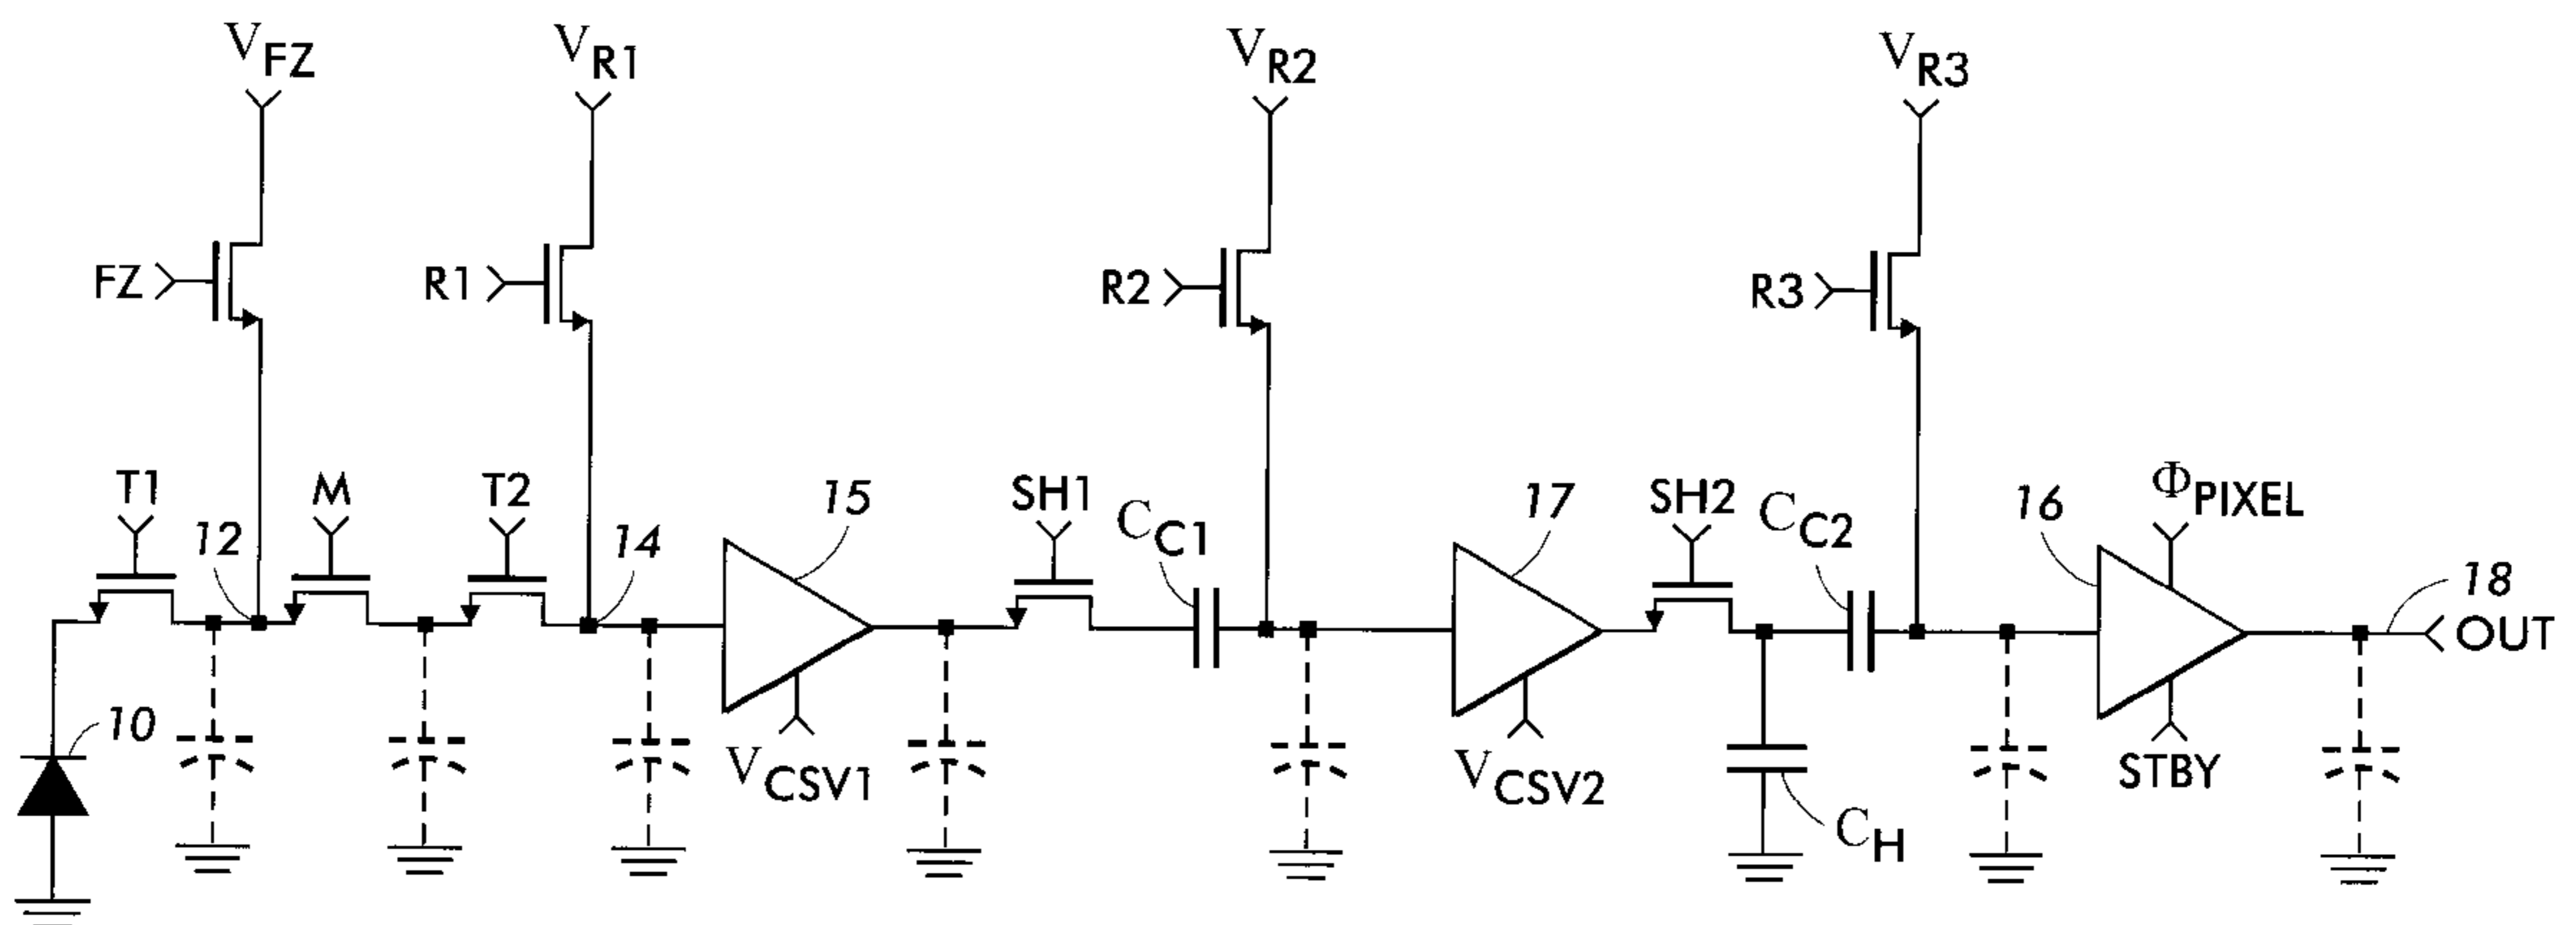 VFZ VR1 VR2 VR3
FZ R1 R2 R3
T1 12 M T2 14 15 SH1 CC1 17 SH2 CC2 16 ΦPIXEL 18
OUT
10 VCSV1 VCSV2 STBY
CH